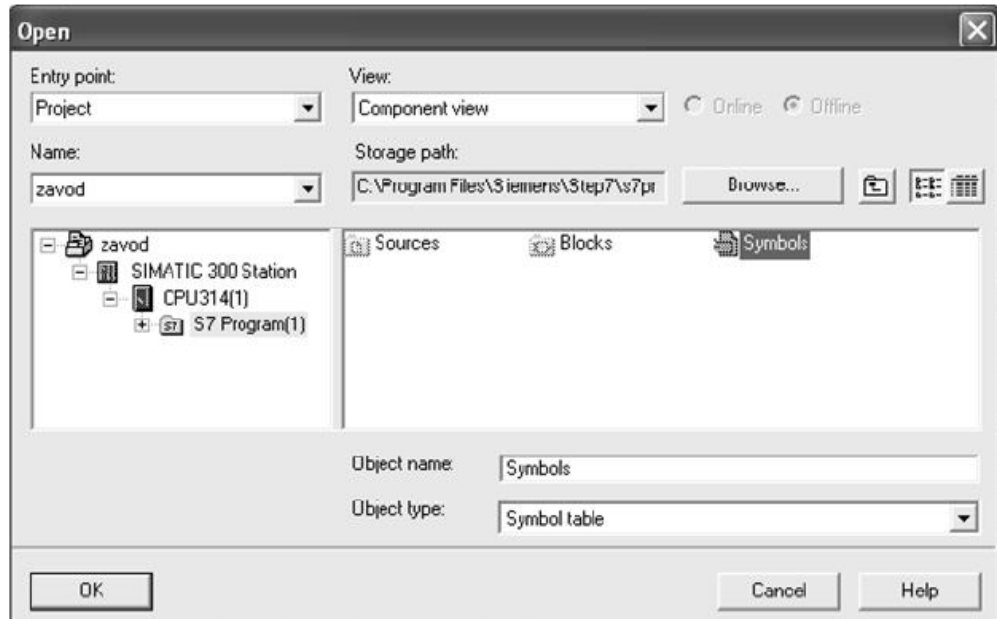 Open
Entry point:
View:
Project
Component view
Online
Offline
Name:
Storage path:
zavod
C:\Program Files\Siemens\Step7\s7pr
Browse...
zavod
SIMATIC 300 Station
CPU314(1)
S7 Program(1)
Sources
Blocks
Symbols
Object name:
Symbols
Object type:
Symbol table
OK
Cancel
Help